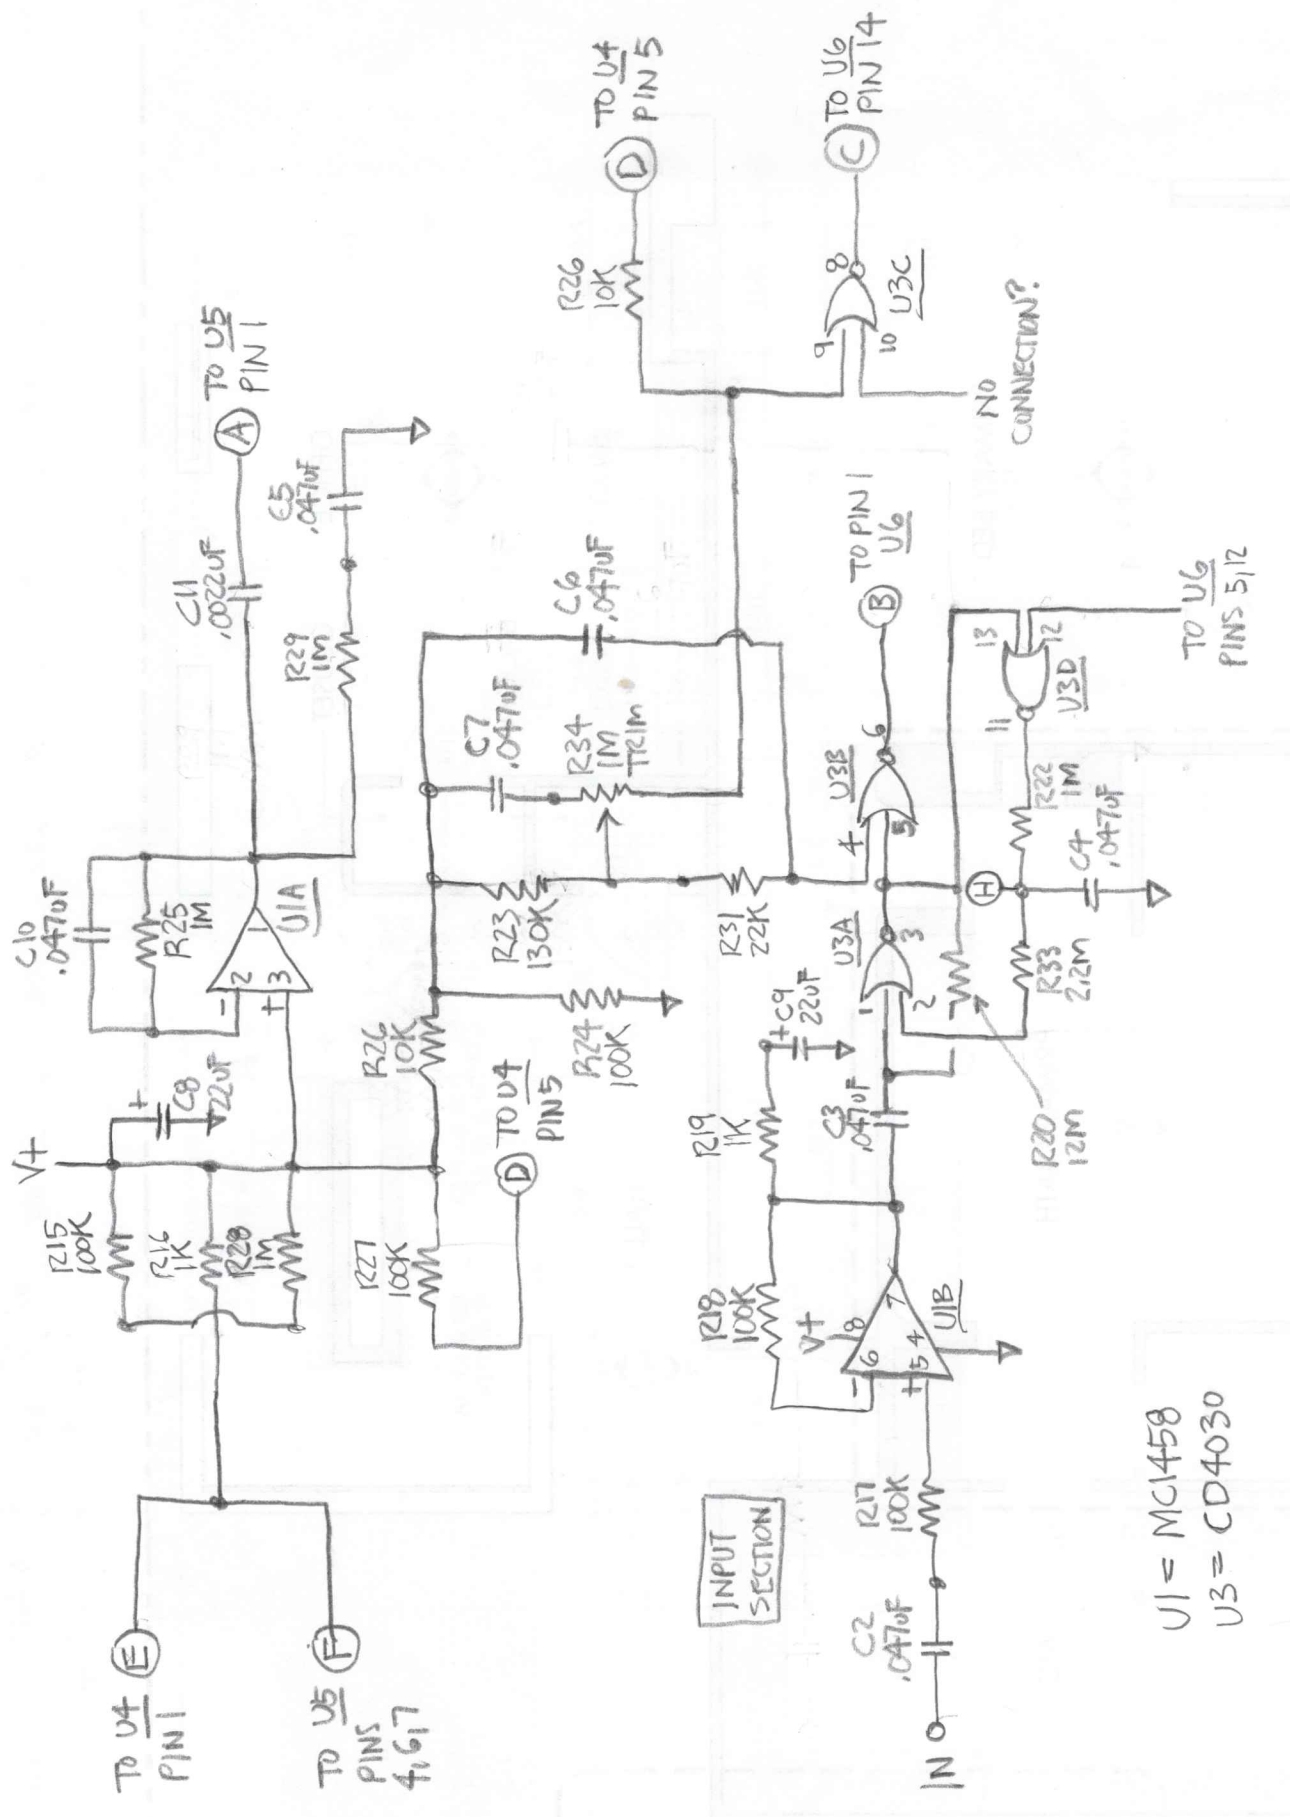 TO U4
PIN 1
E
TO U5
PINS
4,6,7
F
R15
100K
R16
1K
R28
1M
V+
+
C8
22uF
C10
.047uF
R25
1M
-
2
+
3
1
U1A
C11
.0022uF
A
TO U5
PIN 1
R29
1M
C5
.047uF
R27
100K
D
TO U4
PIN 5
R26
10K
R24
100K
R23
130K
C7
.047uF
R34
1M
TRIM
C6
.047uF
R31
22K
R26
10K
D
TO U4
PIN 5
9
10
8
U3C
C
TO U6
PIN 14
NO
CONNECTION?
INPUT
SECTION
IN
C2
.047uF
R17
100K
R18
100K
V+
8
-
6
+
5
4
7
U1B
R19
1K
+
C9
22uF
C3
.047uF
1
2
3
U3A
4
5
6
U3B
B
TO PIN 1
U6
R20
12M
R33
2.2M
H
R22
1M
C4
.047uF
11
13
12
U3D
TO U6
PINS 5,12
U1 = MC1458
U3 = CD4030